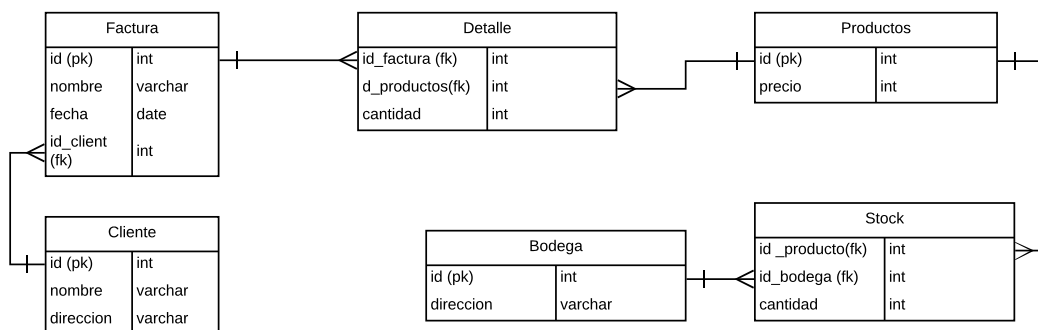 Factura
id (pk) int
nombre varchar
fecha date
id_client
(fk) int
Detalle
id_factura (fk) int
d_productos(fk) int
cantidad int
Productos
id (pk) int
precio int
Cliente
id (pk) int
nombre varchar
direccion varchar
Bodega
id (pk) int
direccion varchar
Stock
id _producto(fk) int
id_bodega (fk) int
cantidad int